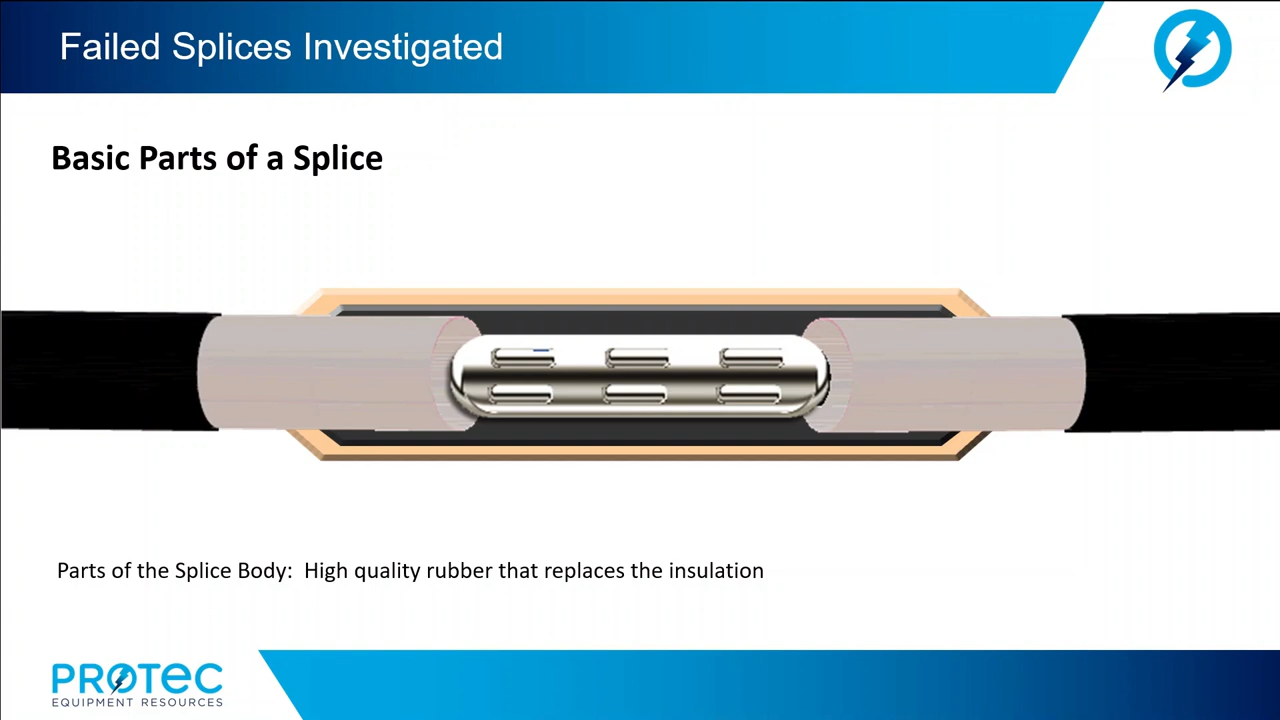 Failed Splices Investigated
Basic Parts of a Splice
Parts of the Splice Body:  High quality rubber that replaces the insulation
PROTEC
EQUIPMENT RESOURCES